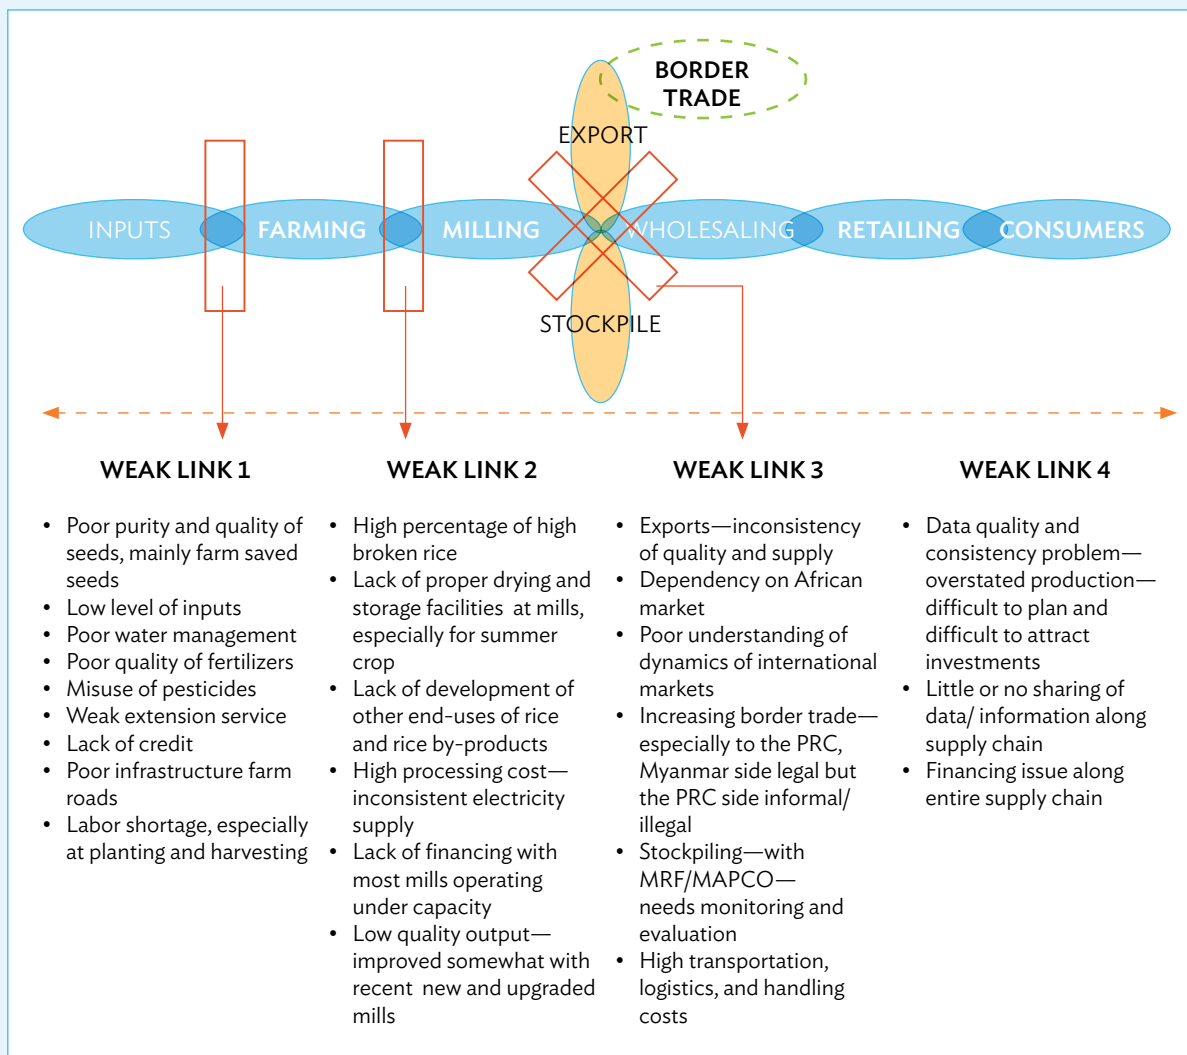 BORDER
TRADE
EXPORT
INPUTS
FARMING
MILLING
WHOLESALING
RETAILING
CONSUMERS
STOCKPILE
WEAK LINK 1
• Poor purity and quality of
seeds, mainly farm saved
seeds
• Low level of inputs
• Poor water management
• Poor quality of fertilizers
• Misuse of pesticides
• Weak extension service
• Lack of credit
• Poor infrastructure farm
roads
• Labor shortage, especially
at planting and harvesting
WEAK LINK 2
• High percentage of high
broken rice
• Lack of proper drying and
storage facilities at mills,
especially for summer
crop
• Lack of development of
other end-uses of rice
and rice by-products
• High processing cost—
inconsistent electricity
supply
• Lack of financing with
most mills operating
under capacity
• Low quality output—
improved somewhat with
recent new and upgraded
mills
WEAK LINK 3
• Exports—inconsistency
of quality and supply
• Dependency on African
market
• Poor understanding of
dynamics of international
markets
• Increasing border trade—
especially to the PRC,
Myanmar side legal but
the PRC side informal/
illegal
• Stockpiling—with
MRF/MAPCO—
needs monitoring and
evaluation
• High transportation,
logistics, and handling
costs
WEAK LINK 4
• Data quality and
consistency problem—
overstated production—
difficult to plan and
difficult to attract
investments
• Little or no sharing of
data/ information along
supply chain
• Financing issue along
entire supply chain